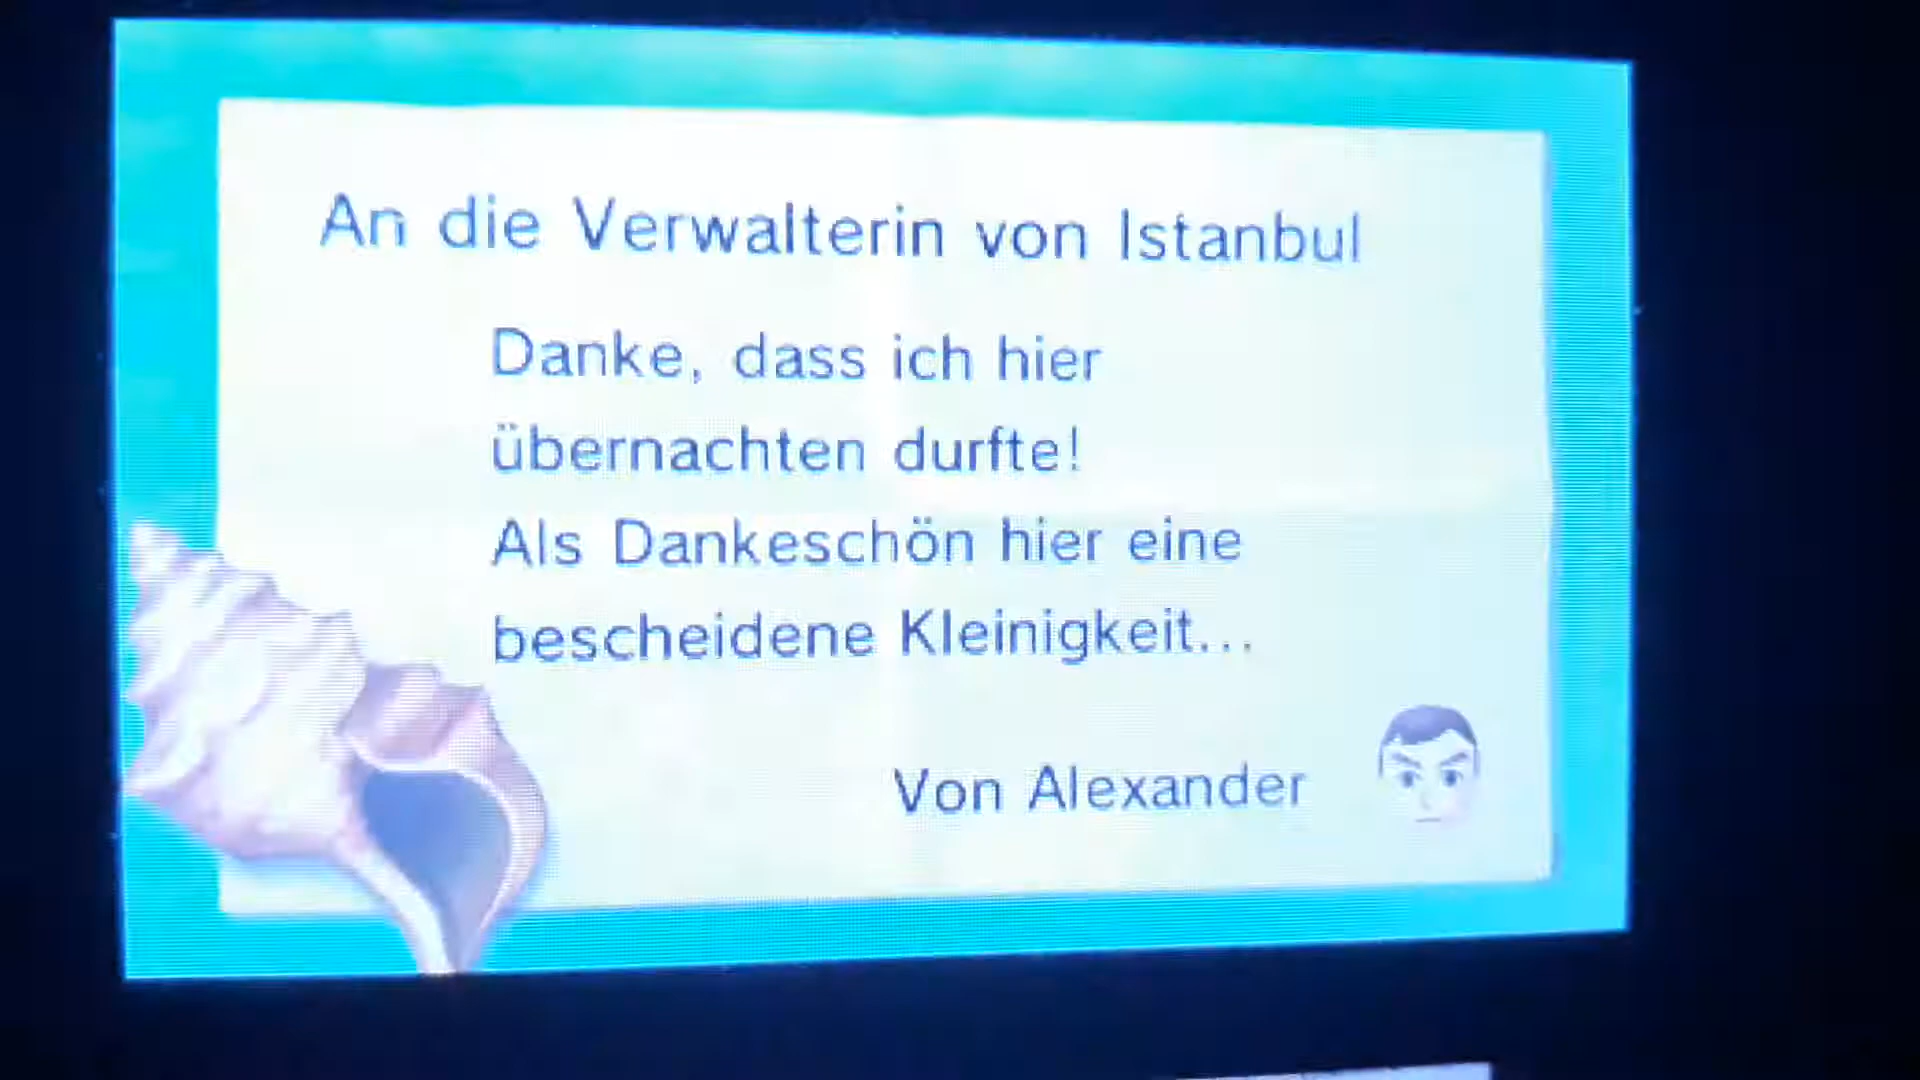 An die Verwalterin von Istanbul
Danke, dass ich hier
übernachten durfte!
Als Dankeschön hier eine
bescheidene Kleinigkeit...
Von Alexander